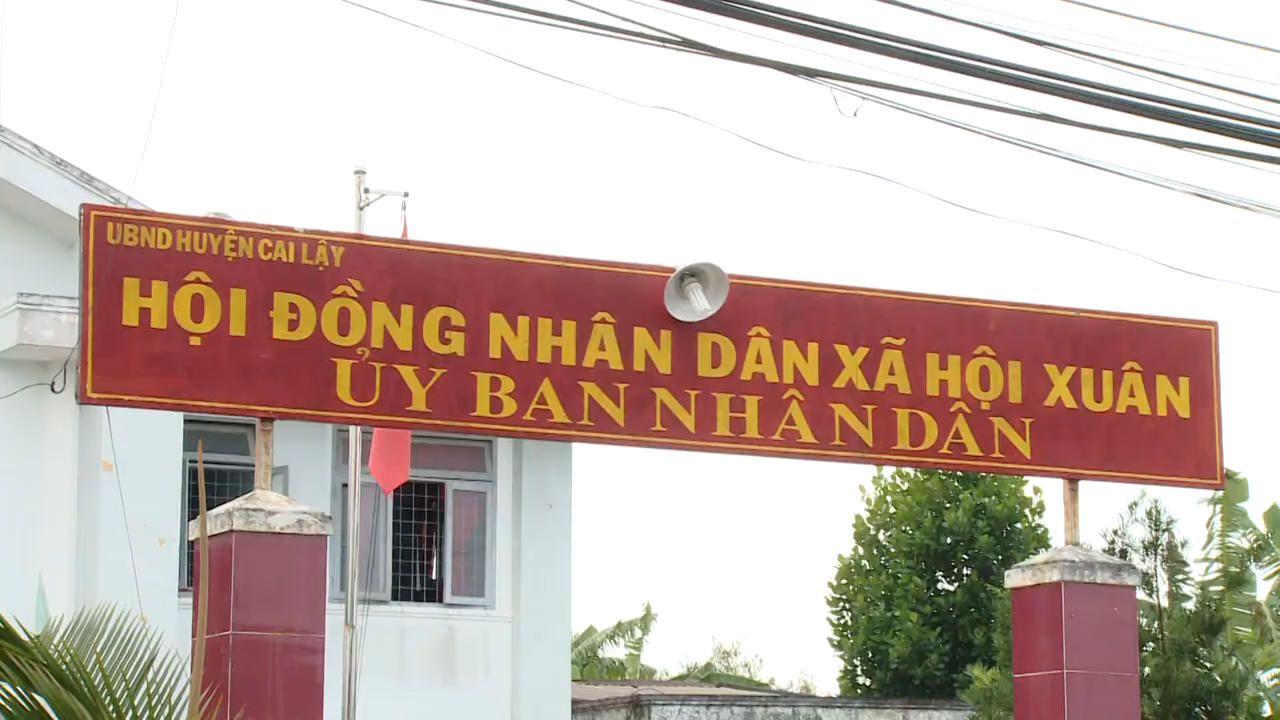 UBND HUYỆN CAI LẬY
HỘI ĐỒNG NHÂN DÂN XÃ HỘI XUÂN
ỦY BAN NHÂN DÂN